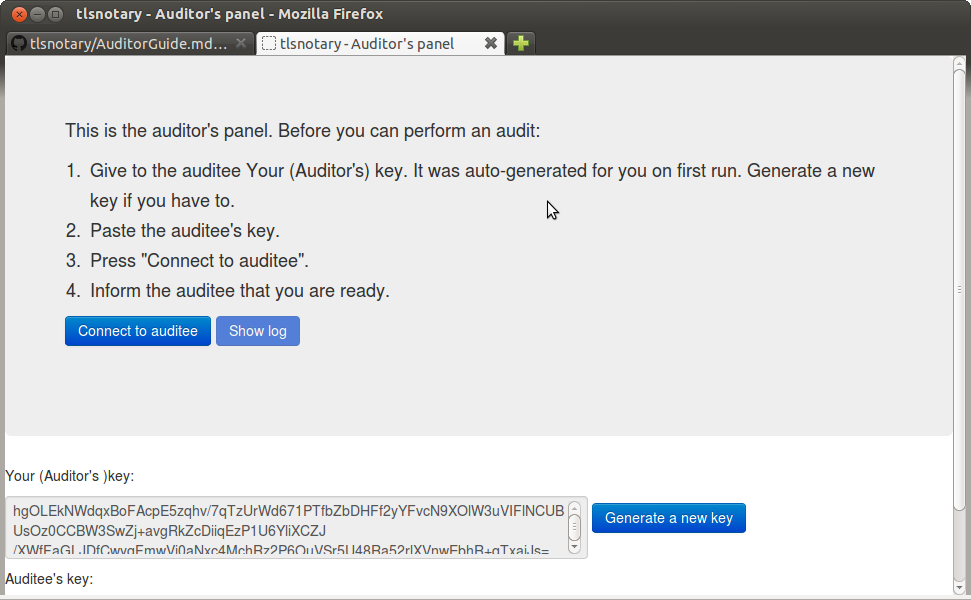 tlsnotary - Auditor's panel - Mozilla Firefox
tlsnotary/AuditorGuide.md...
tlsnotary - Auditor's panel
This is the auditor's panel. Before you can perform an audit:
1. Give to the auditee Your (Auditor's) key. It was auto-generated for you on first run. Generate a new
key if you have to.
2. Paste the auditee's key.
3. Press "Connect to auditee".
4. Inform the auditee that you are ready.
Connect to auditee
Show log
Your (Auditor's )key:
hgOLEkNWdqxBoFAcpE5zqhv/7qTzUrWd671PTfbZbDHFf2yYFvcN9XOlW3uVIFlNCUB
UsOz0CCBW3SwZj+avgRkZcDiiqEzP1U6YliXCZJ
Generate a new key
Auditee's key: